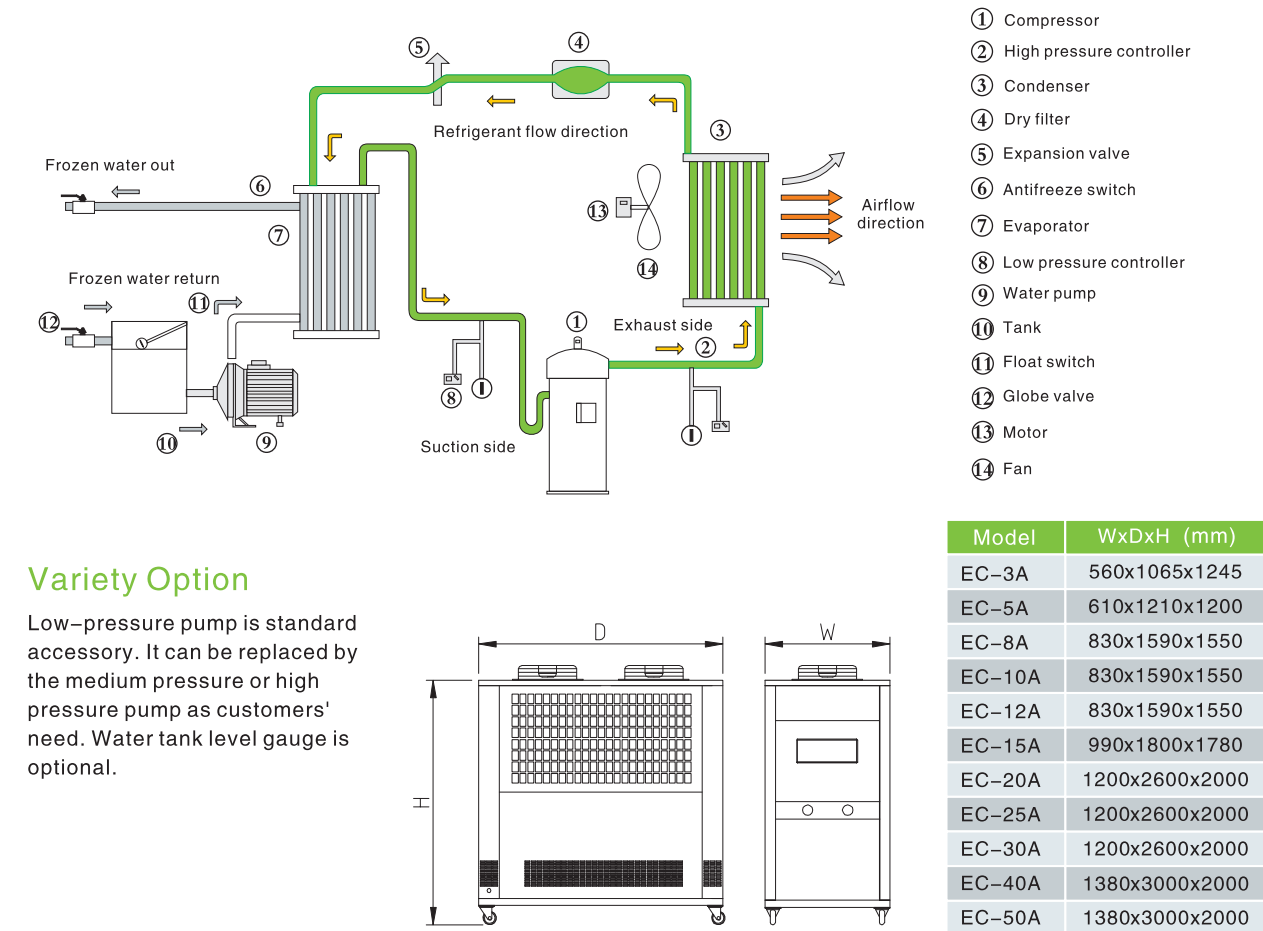 ⑤
④
Refrigerant flow direction
③
Frozen water out
⑥
⑦
⑬
⑭
Airflow
direction
Frozen water return
⑪
⑫
①
Exhaust side
②
⑧
⑩
⑨
Suction side
① Compressor
② High pressure controller
③ Condenser
④ Dry filter
⑤ Expansion valve
⑥ Antifreeze switch
⑦ Evaporator
⑧ Low pressure controller
⑨ Water pump
⑩ Tank
⑪ Float switch
⑫ Globe valve
⑬ Motor
⑭ Fan
Variety Option
Low-pressure pump is standard
accessory. It can be replaced by
the medium pressure or high
pressure pump as customers'
need. Water tank level gauge is
optional.
D
W
H
Model WxDxH (mm)
EC-3A 560x1065x1245
EC-5A 610x1210x1200
EC-8A 830x1590x1550
EC-10A 830x1590x1550
EC-12A 830x1590x1550
EC-15A 990x1800x1780
EC-20A 1200x2600x2000
EC-25A 1200x2600x2000
EC-30A 1200x2600x2000
EC-40A 1380x3000x2000
EC-50A 1380x3000x2000